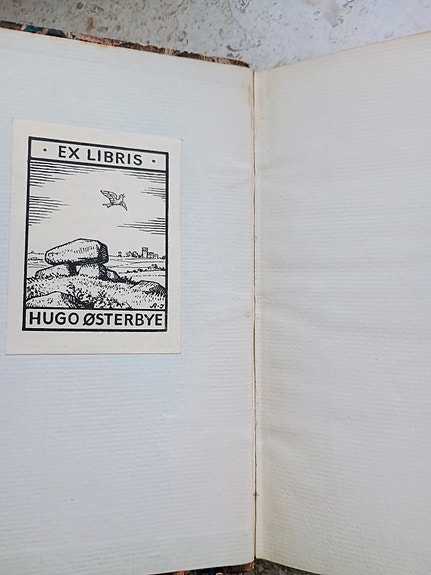 · EX LIBRIS ·
HUGO ØSTERBYE